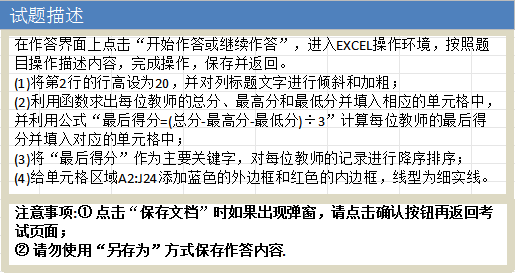 试题描述
在作答界面上点击“开始作答或继续作答”，进入EXCEL操作环境，按照题
目操作描述内容，完成操作，保存并返回。
(1)将第2行的行高设为20，并对列标题文字进行倾斜和加粗；
(2)利用函数求出每位教师的总分、最高分和最低分并填入相应的单元格中，
并利用公式“最后得分=(总分-最高分-最低分)÷3”计算每位教师的最后得
分并填入对应的单元格中；
(3)将“最后得分”作为主要关键字，对每位教师的记录进行降序排序；
(4)给单元格区域A2:J24添加蓝色的外边框和红色的内边框，线型为细实线。
注意事项:① 点击“保存文档”时如果出现弹窗，请点击确认按钮再返回考
试页面；
② 请勿使用“另存为”方式保存作答内容.